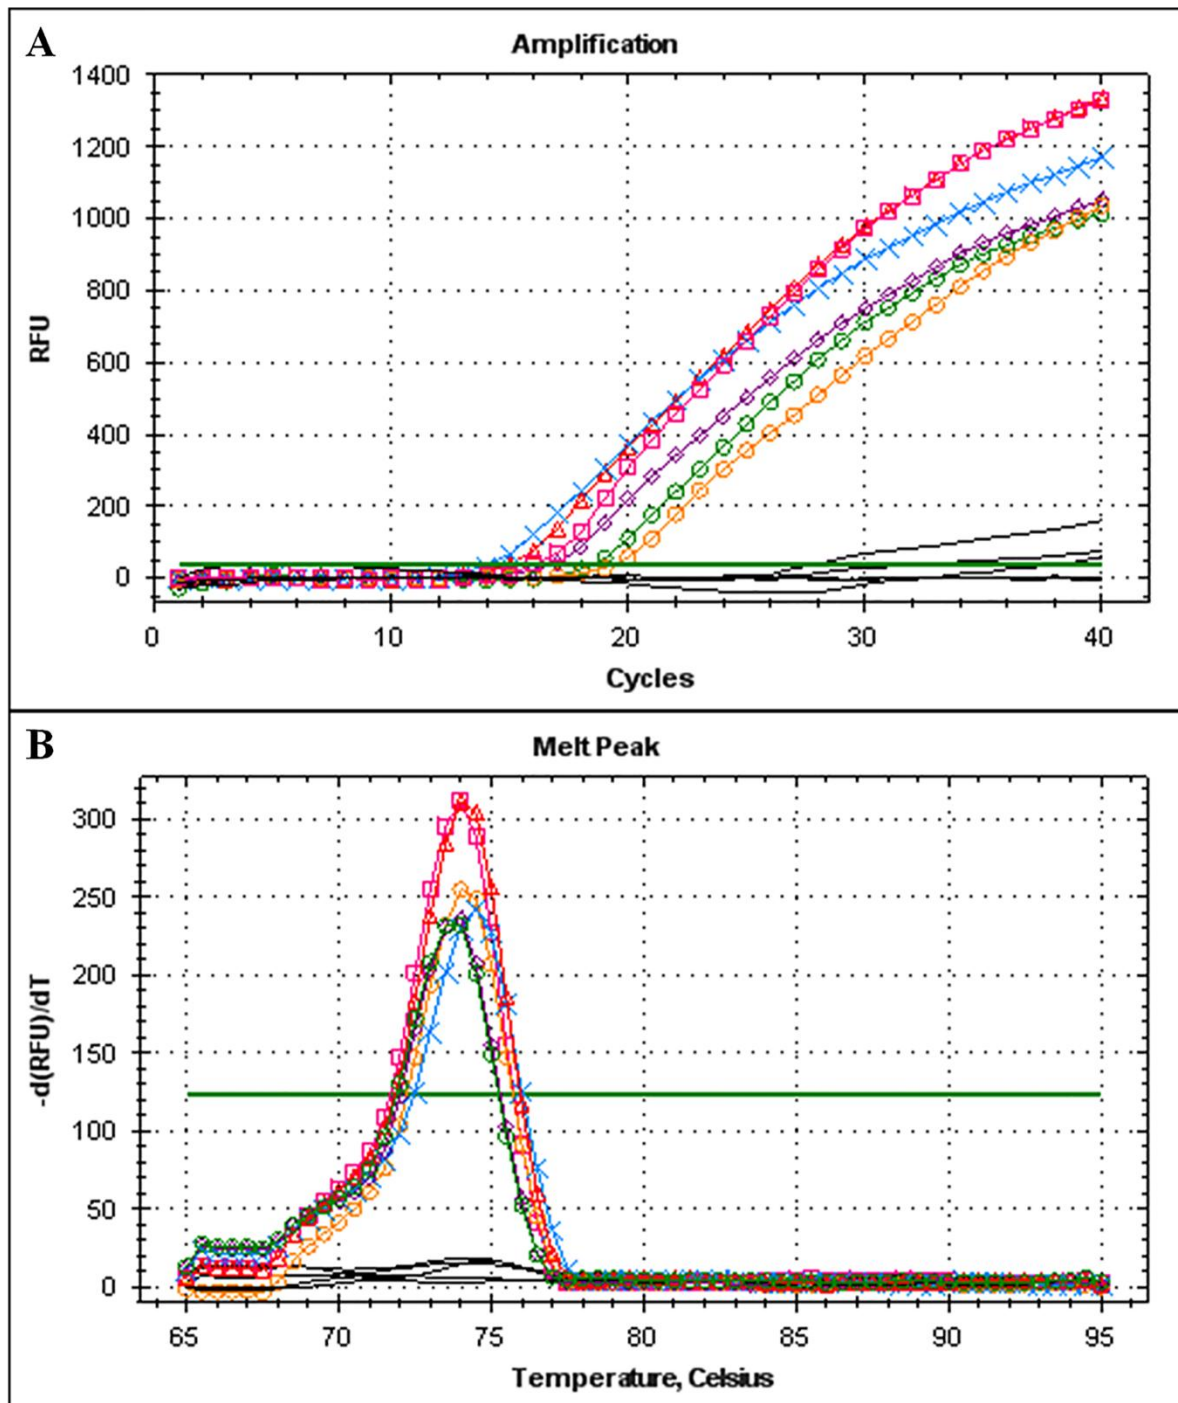 A
Amplification
1400
1200
1000
800
600
400
200
0
RFU
0 10 20 30 40
Cycles
B
Melt Peak
300
250
200
150
100
50
0
-d(RFU)/dT
65 70 75 80 85 90 95
Temperature, Celsius